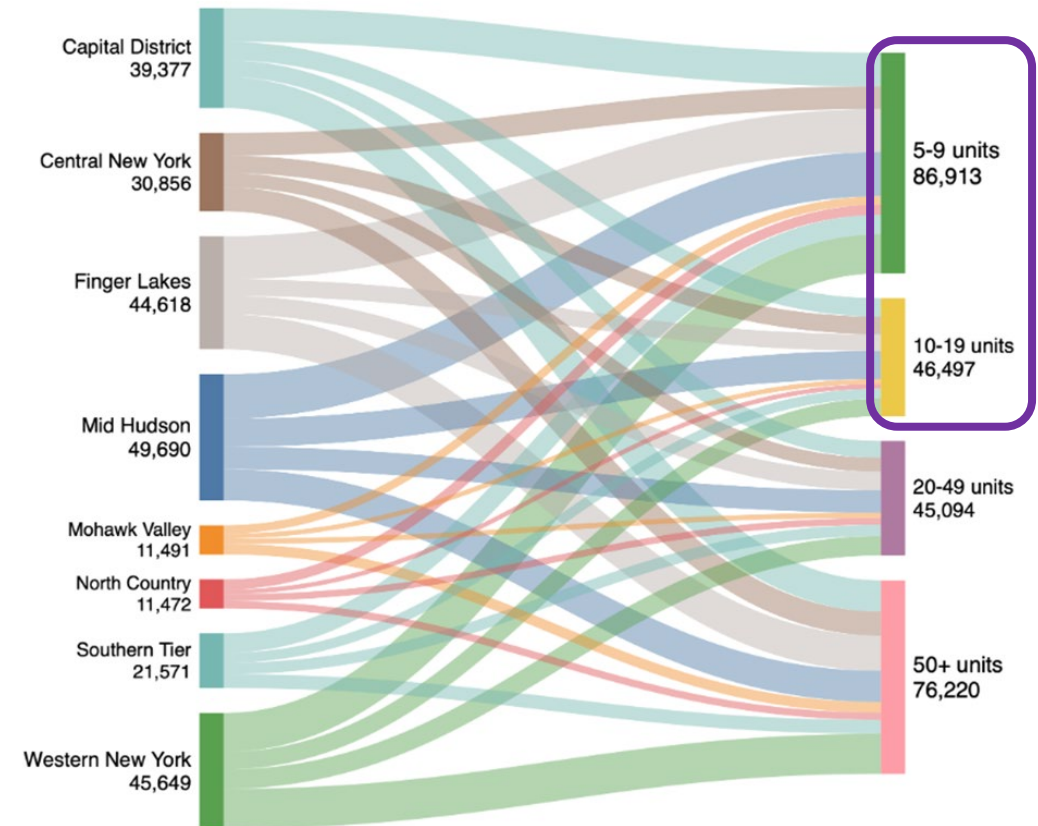 Capital District
39,377
Central New York
30,856
Finger Lakes
44,618
Mid Hudson
49,690
Mohawk Valley
11,491
North Country
11,472
Southern Tier
21,571
Western New York
45,649
5-9 units
86,913
10-19 units
46,497
20-49 units
45,094
50+ units
76,220